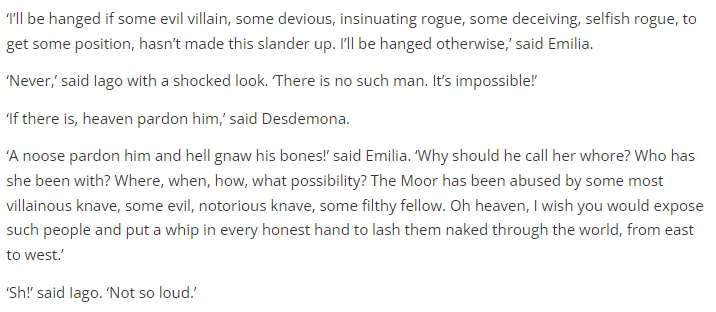 ‘I’ll be hanged if some evil villain, some devious, insinuating rogue, some deceiving, selfish rogue, to
get some position, hasn’t made this slander up. I’ll be hanged otherwise,’ said Emilia.
‘Never,’ said Iago with a shocked look. ‘There is no such man. It’s impossible!’
‘If there is, heaven pardon him,’ said Desdemona.
‘A noose pardon him and hell gnaw his bones!’ said Emilia. ‘Why should he call her whore? Who has
she been with? Where, when, how, what possibility? The Moor has been abused by some most
villainous knave, some evil, notorious knave, some filthy fellow. Oh heaven, I wish you would expose
such people and put a whip in every honest hand to lash them naked through the world, from east
to west.’
‘Sh!’ said Iago. ‘Not so loud.’